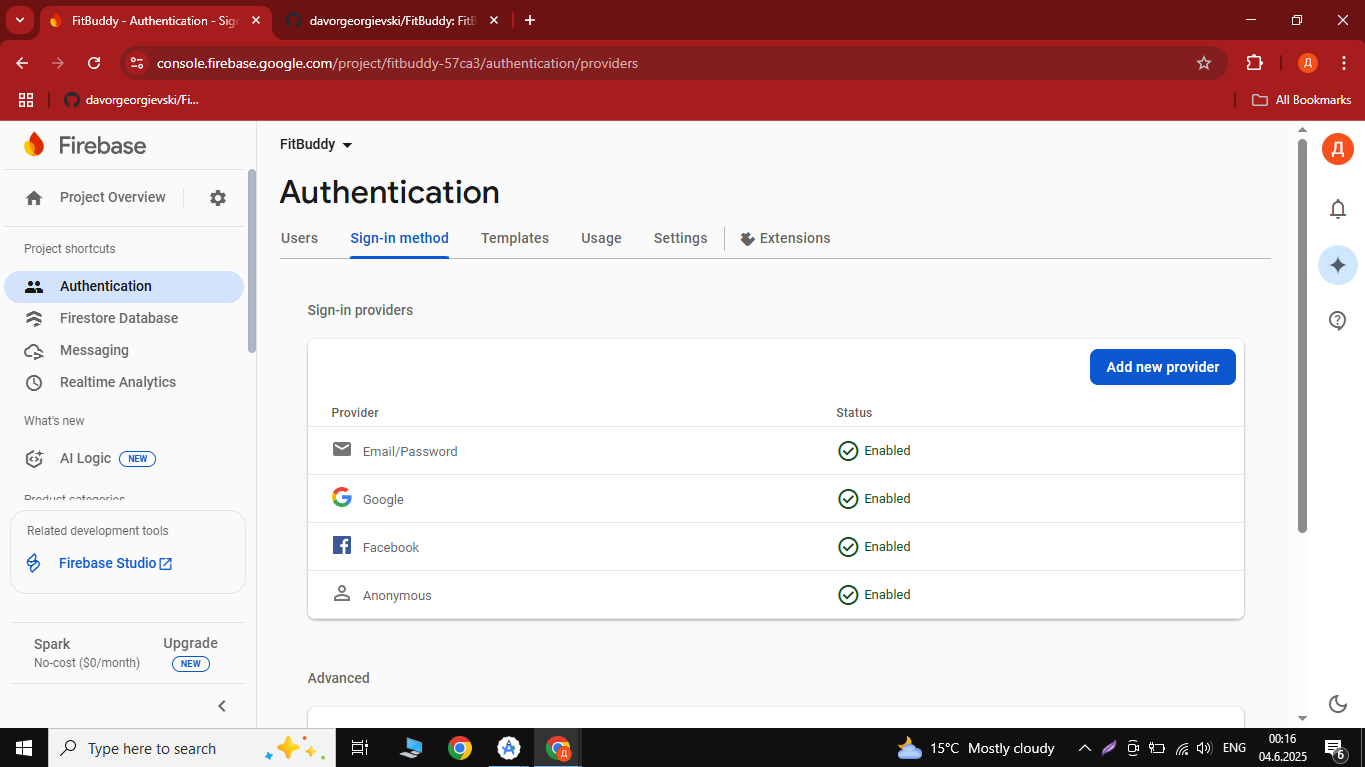 FitBuddy - Authentication - Sig
davorgeorgievski/FitBuddy: FitB
console.firebase.google.com/project/fitbuddy-57ca3/authentication/providers
Д
davorgeorgievski/Fi...
All Bookmarks
Firebase
Project Overview
Project shortcuts
Authentication
Firestore Database
Messaging
Realtime Analytics
What's new
AI Logic NEW
Product categories
Related development tools
Firebase Studio
Spark
No-cost ($0/month)
Upgrade
NEW
FitBuddy
Authentication
Users Sign-in method Templates Usage Settings Extensions
Sign-in providers
Add new provider
Provider Status
Email/Password Enabled
Google Enabled
Facebook Enabled
Anonymous Enabled
Advanced
Д
Type here to search
Д
15°C Mostly cloudy
ENG
00:16
04.6.2025
6